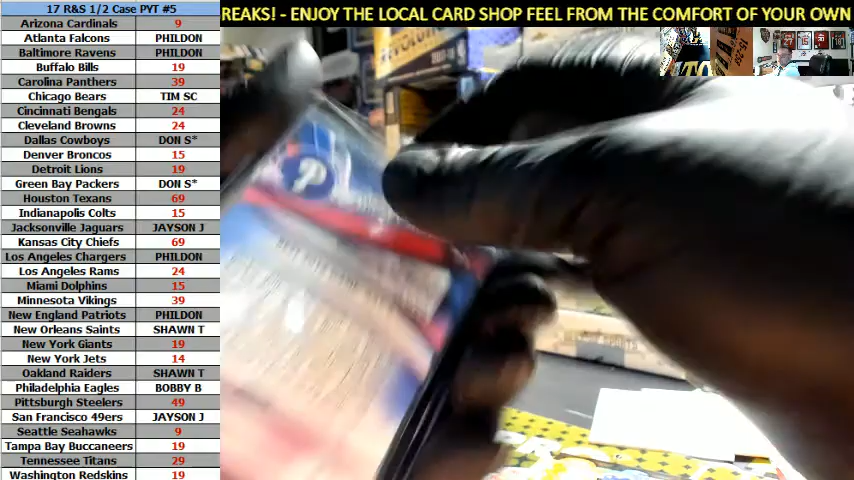 17 R&S 1/2 Case PYT #5
Arizona Cardinals 9
Atlanta Falcons PHILDON
Baltimore Ravens PHILDON
Buffalo Bills 19
Carolina Panthers 39
Chicago Bears TIM SC
Cincinnati Bengals 24
Cleveland Browns 24
Dallas Cowboys DON S*
Denver Broncos 15
Detroit Lions 19
Green Bay Packers DON S*
Houston Texans 69
Indianapolis Colts 15
Jacksonville Jaguars JAYSON J
Kansas City Chiefs 69
Los Angeles Chargers PHILDON
Los Angeles Rams 24
Miami Dolphins 15
Minnesota Vikings 39
New England Patriots PHILDON
New Orleans Saints SHAWN T
New York Giants 19
New York Jets 14
Oakland Raiders SHAWN T
Philadelphia Eagles BOBBY B
Pittsburgh Steelers 49
San Francisco 49ers JAYSON J
Seattle Seahawks 9
Tampa Bay Buccaneers 19
Tennessee Titans 29
Washington Redskins 19
REAKS! - ENJOY THE LOCAL CARD SHOP FEEL FROM THE COMFORT OF YOUR OWN
P